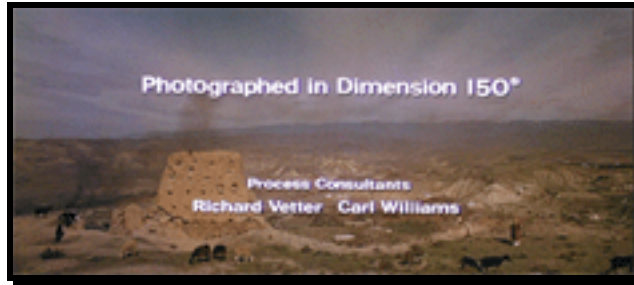 Photographed in Dimension 150°
Process Consultants
Richard Vetter Carl Williams